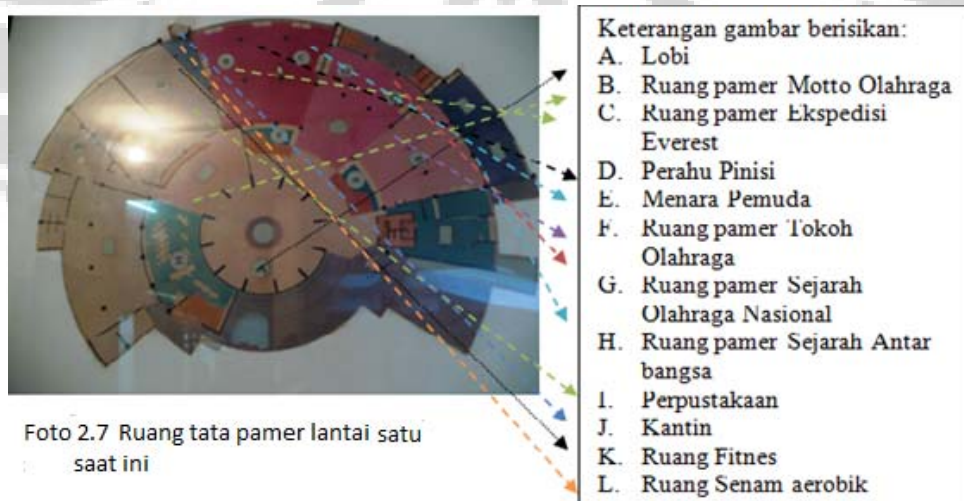 Keterangan gambar berisikan:
A. Lobi
B. Ruang pamer Motto Olahraga
C. Ruang pamer Ekspedisi
Everest
D. Perahu Pinisi
E. Menara Pemuda
F. Ruang pamer Tokoh
Olahraga
G. Ruang pamer Sejarah
Olahraga Nasional
H. Ruang pamer Sejarah Antar
bangsa
I. Perpustakaan
J. Kantin
K. Ruang Fitnes
L. Ruang Senam aerobik
Foto 2.7 Ruang tata pamer lantai satu
saat ini